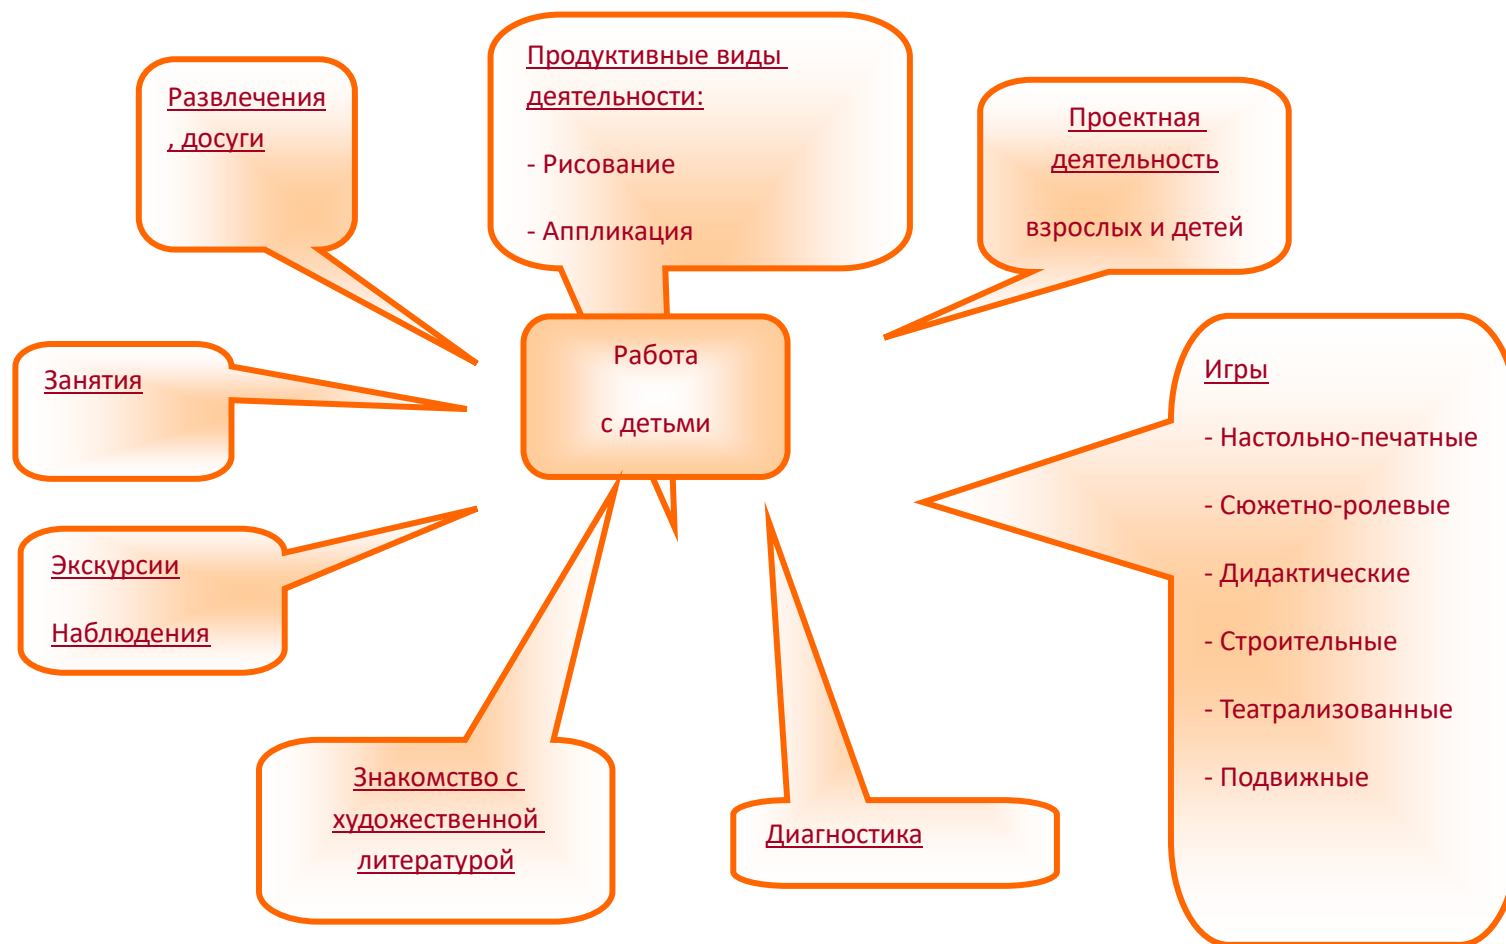 Развлечения
, досуги
Продуктивные виды
деятельности:
- Рисование
- Аппликация
Проектная
деятельность
взрослых и детей
Занятия
Работа
с детьми
Игры
- Настольно-печатные
- Сюжетно-ролевые
- Дидактические
- Строительные
- Театрализованные
- Подвижные
Экскурсии
Наблюдения
Знакомство с
художественной
литературой
Диагностика